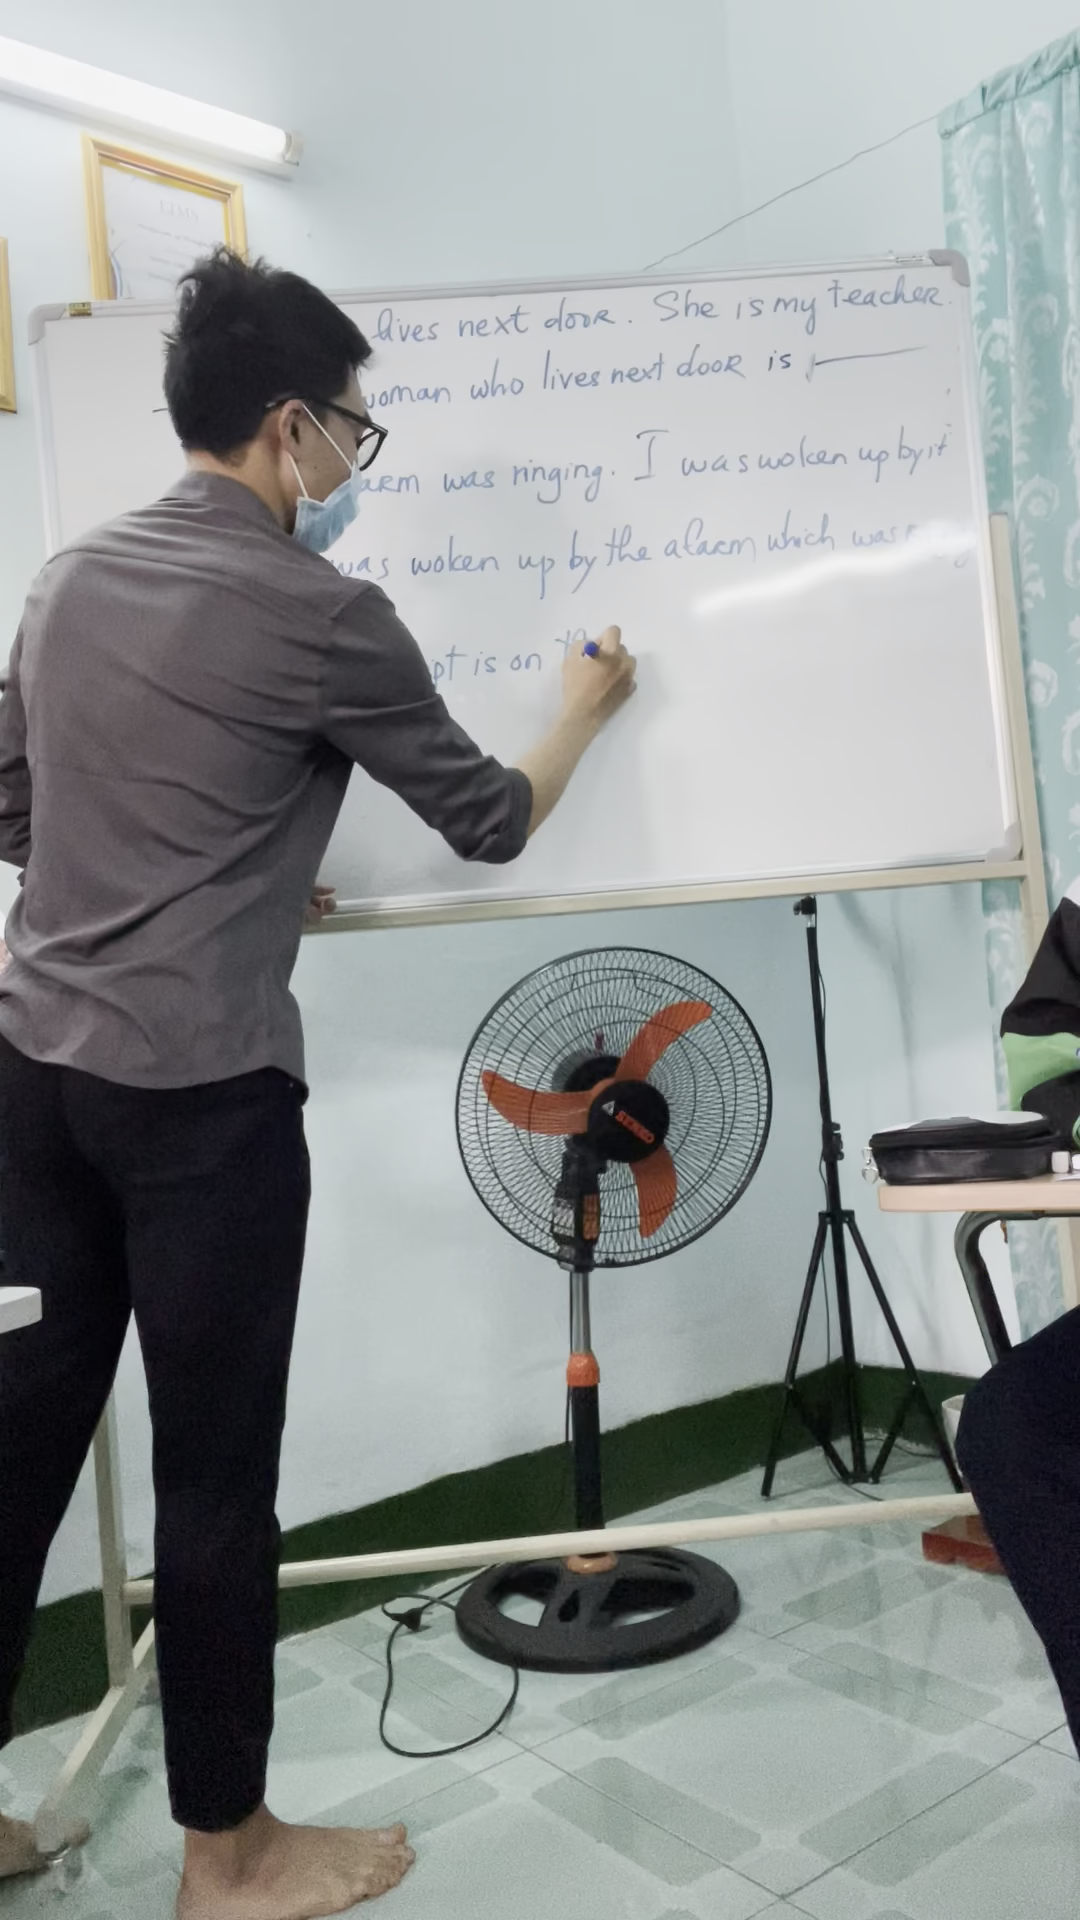 lives next door. She is my teacher.
woman who lives next door is
arm was ringing. I was woken up by it
was woken up by the alarm which was
pt is on
SENKO